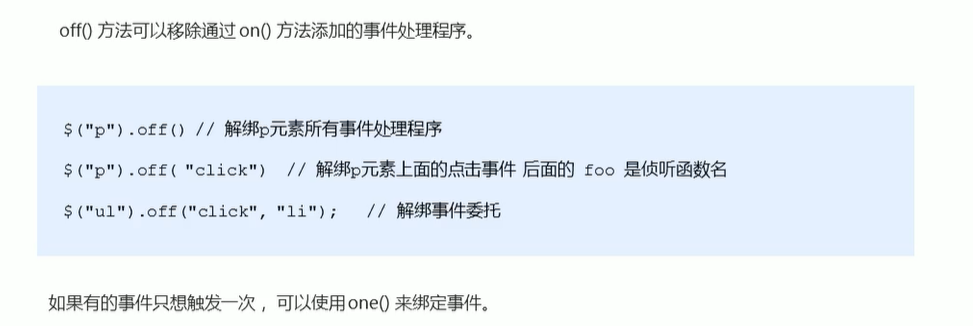 off() 方法可以移除通过 on() 方法添加的事件处理程序。
$("p").off() // 解绑p元素所有事件处理程序
$("p").off( "click") // 解绑p元素上面的点击事件 后面的 foo 是侦听函数名
$("ul").off("click", "li"); // 解绑事件委托
如果有的事件只想触发一次，可以使用one() 来绑定事件。